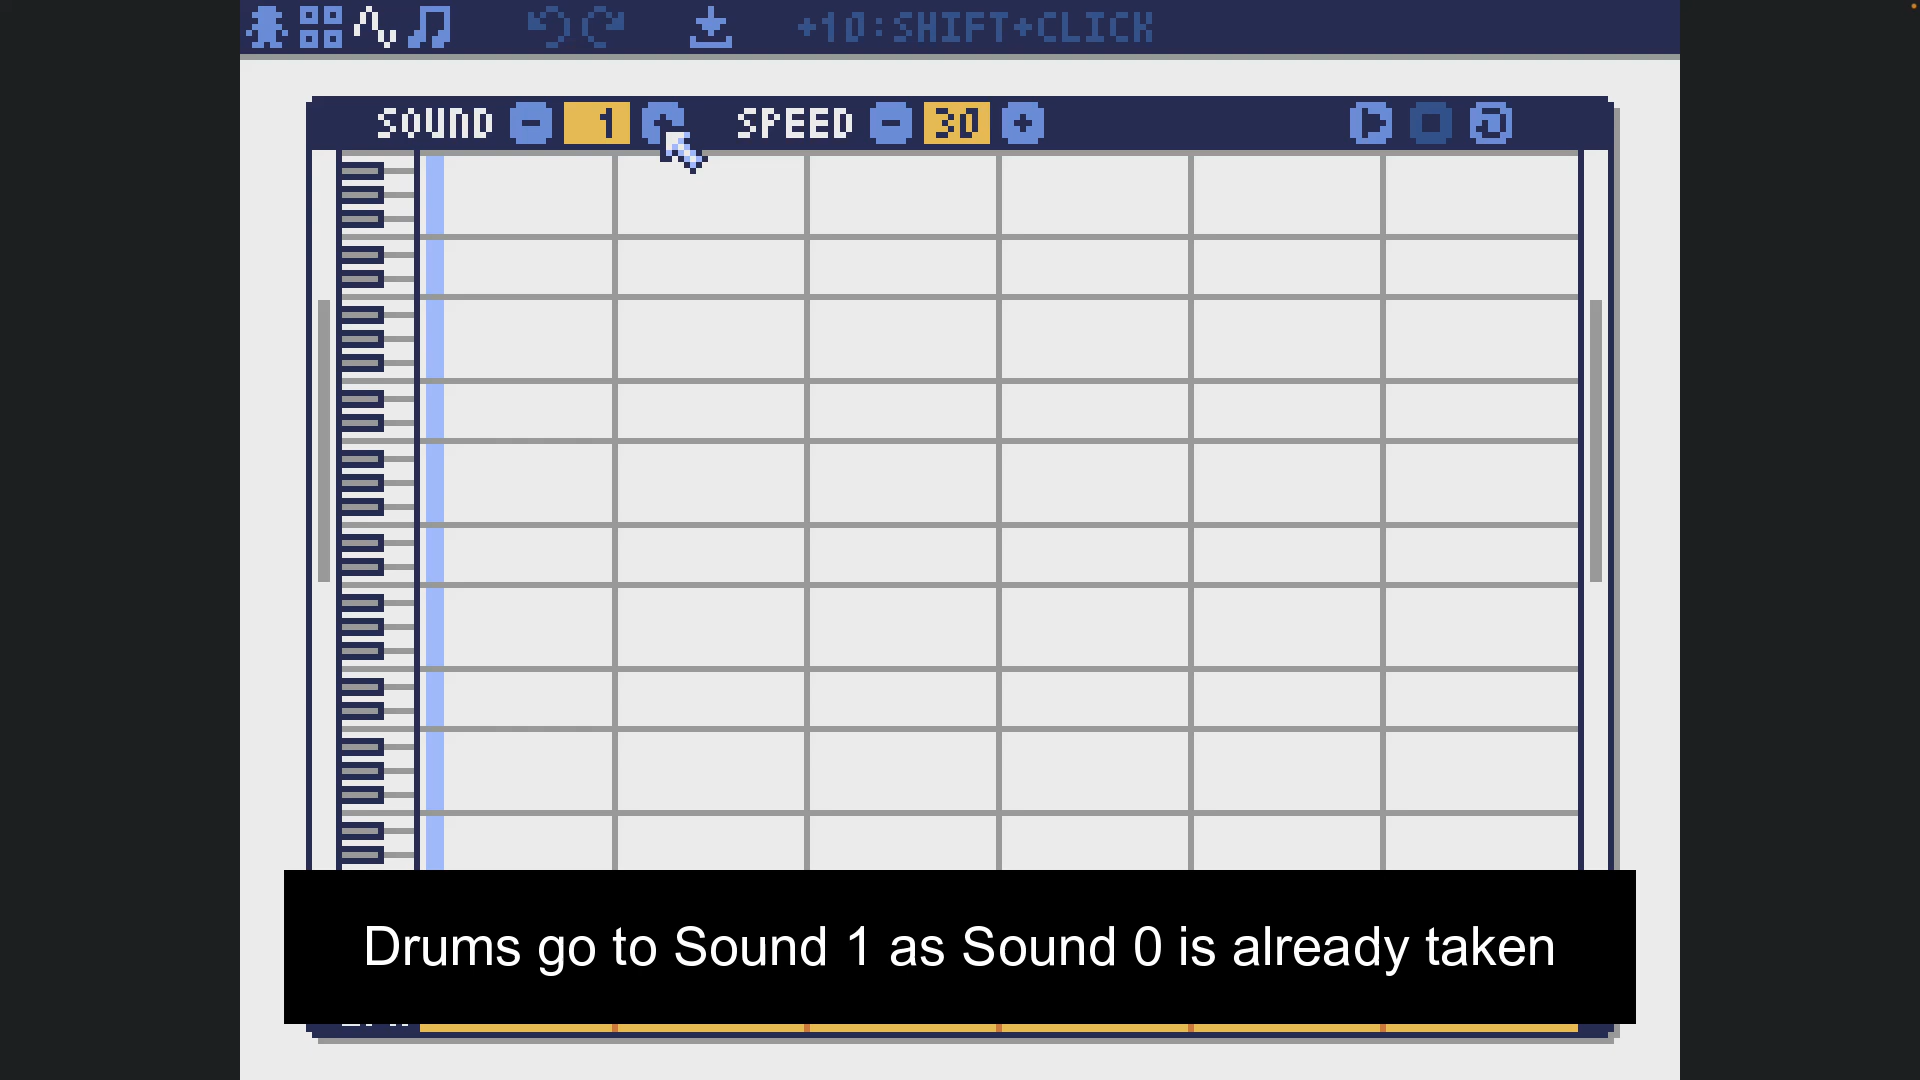 +10:SHIFT+CLICK
SOUND - 1 + SPEED - 30 +
Drums go to Sound 1 as Sound 0 is already taken